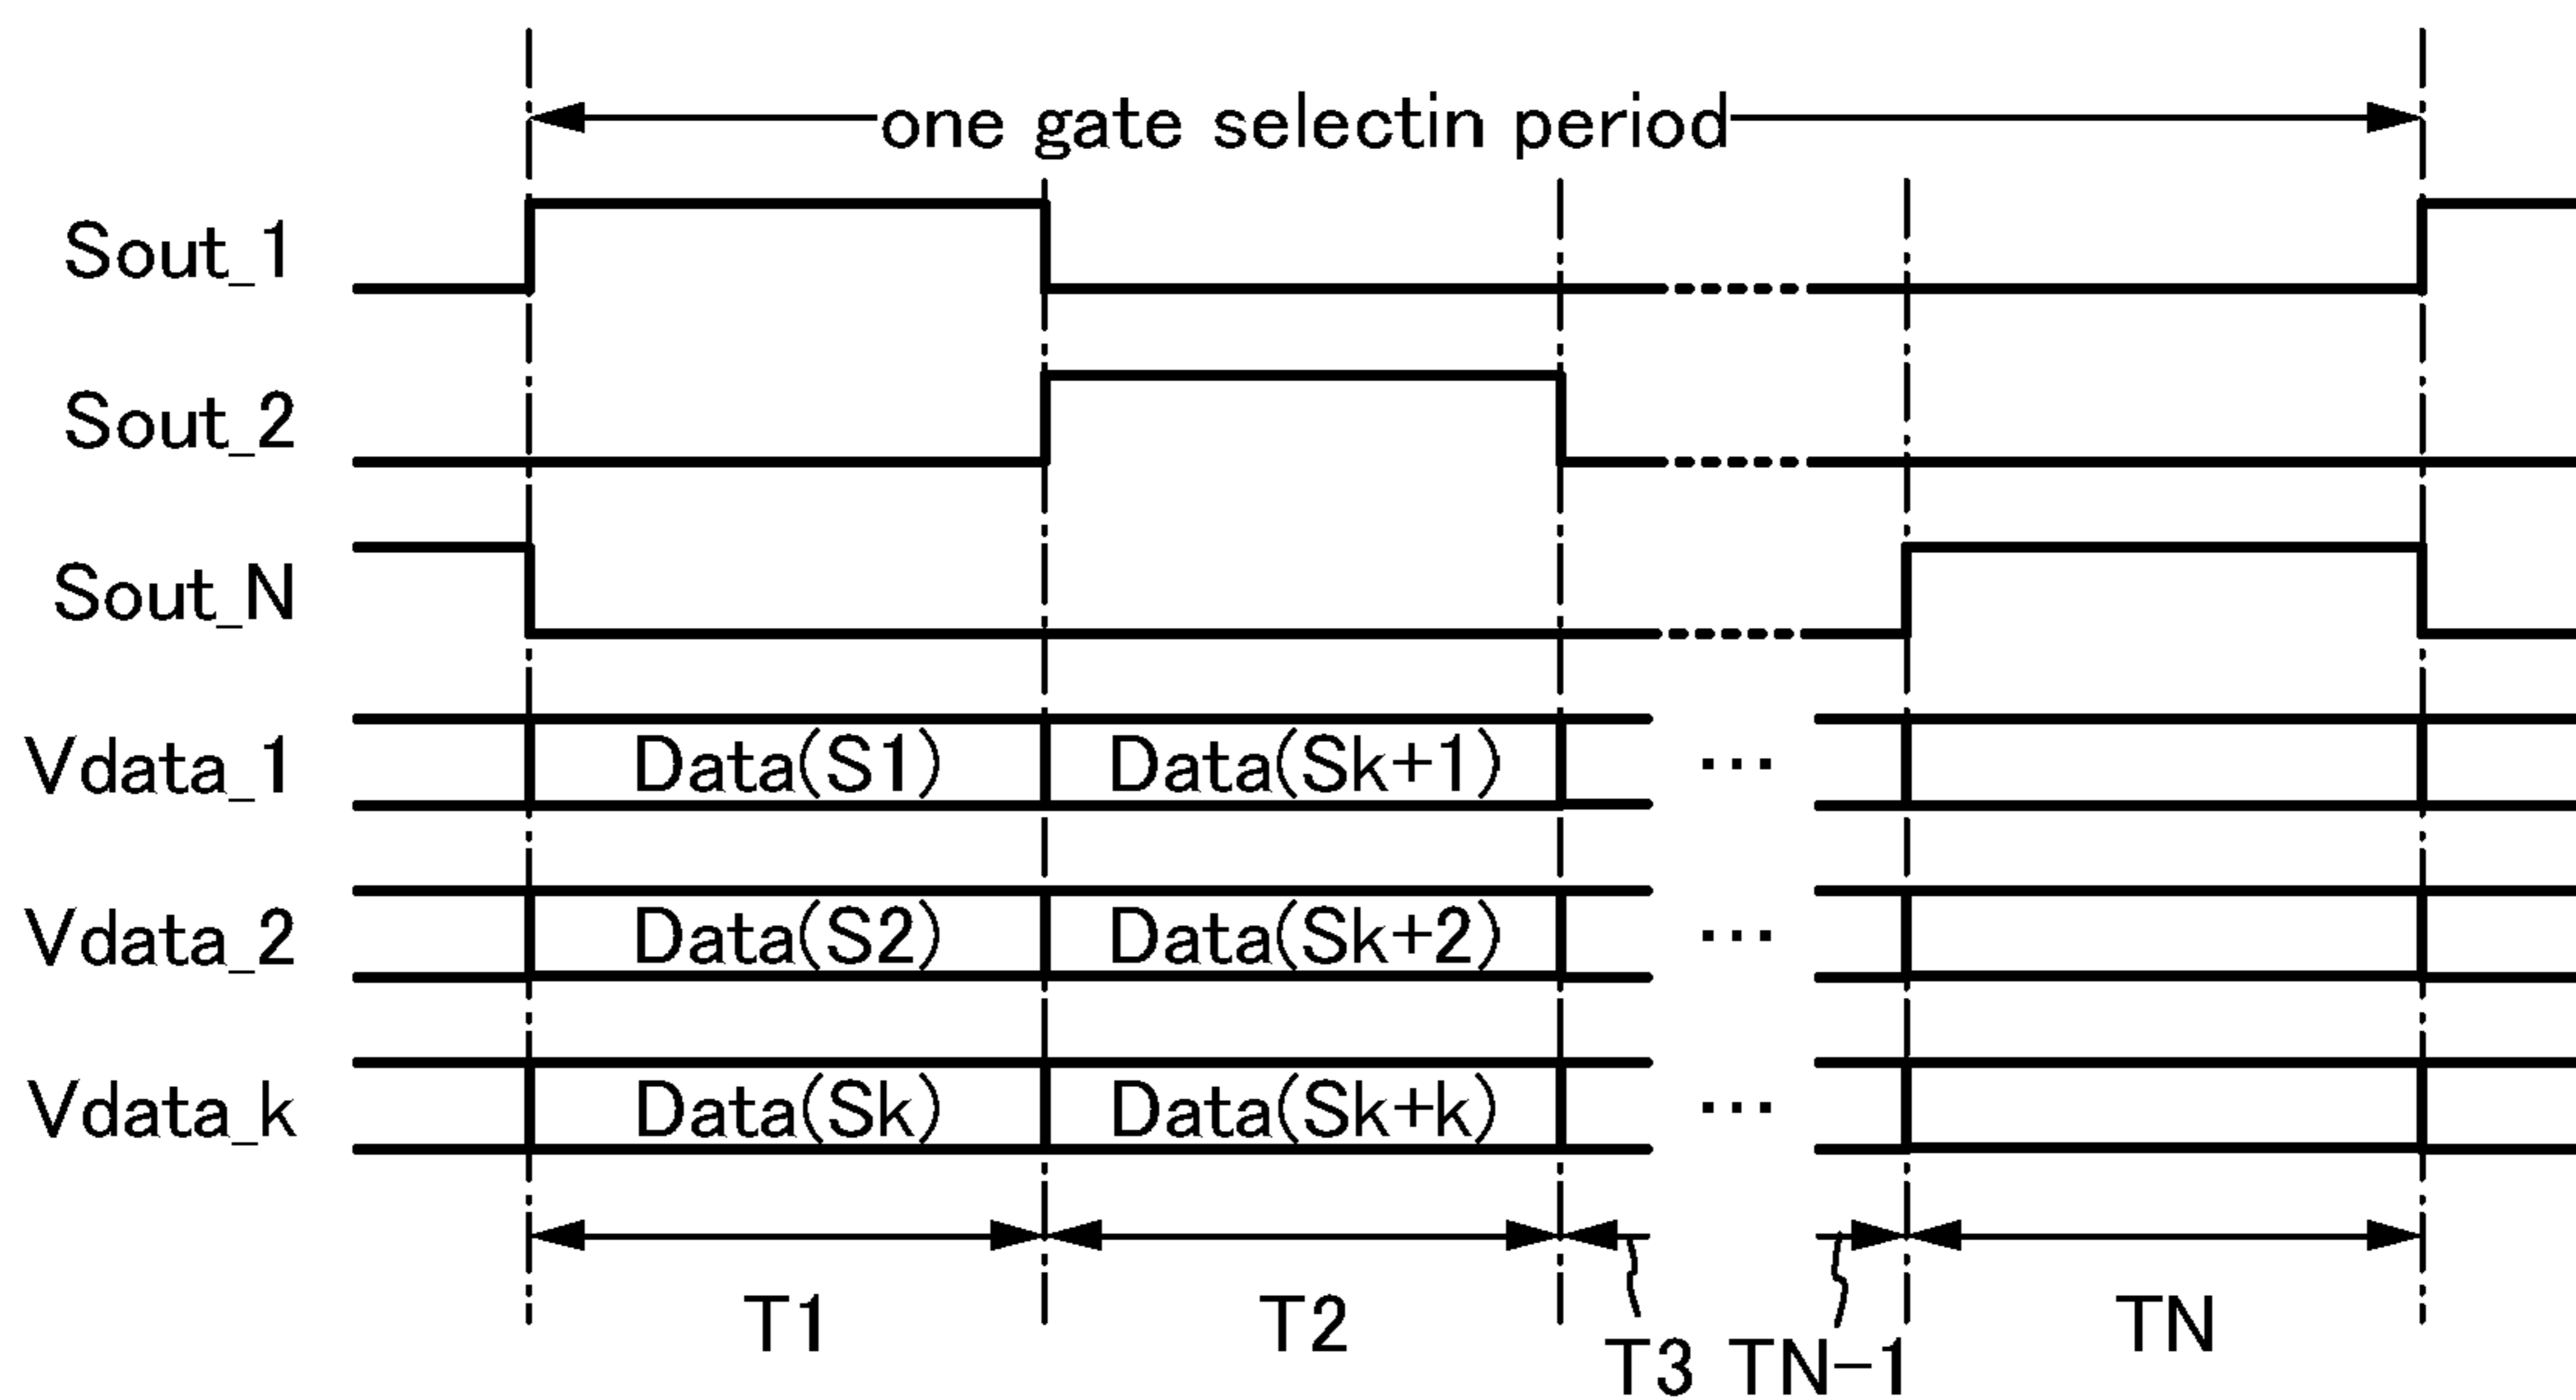 one gate selectin period
Sout_1
Sout_2
Sout_N
Vdata_1 Data(S1) Data(Sk+1) ...
Vdata_2 Data(S2) Data(Sk+2) ...
Vdata_k Data(Sk) Data(Sk+k) ...
T1 T2 T3 TN-1 TN